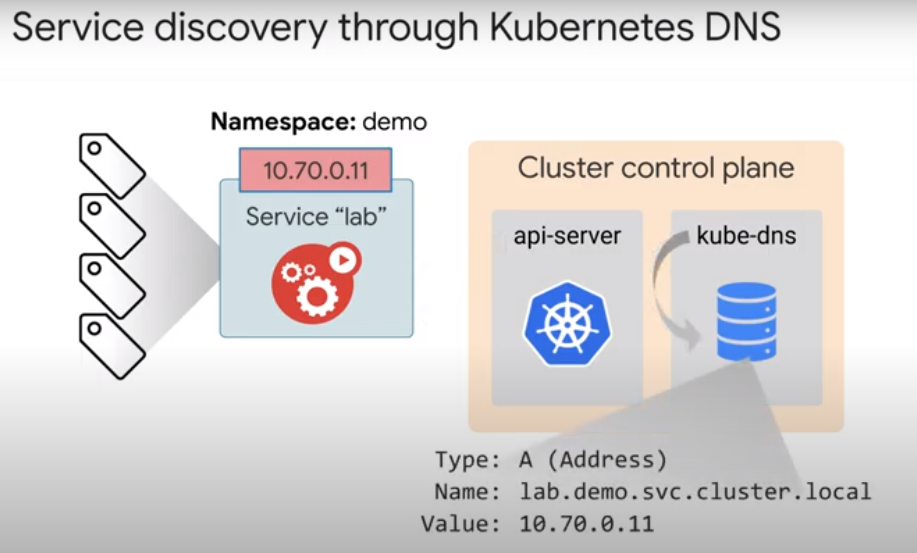 Service discovery through Kubernetes DNS
Namespace: demo
10.70.0.11
Service “lab”
Cluster control plane
api-server
kube-dns
Type: A (Address)
Name: lab.demo.svc.cluster.local
Value: 10.70.0.11